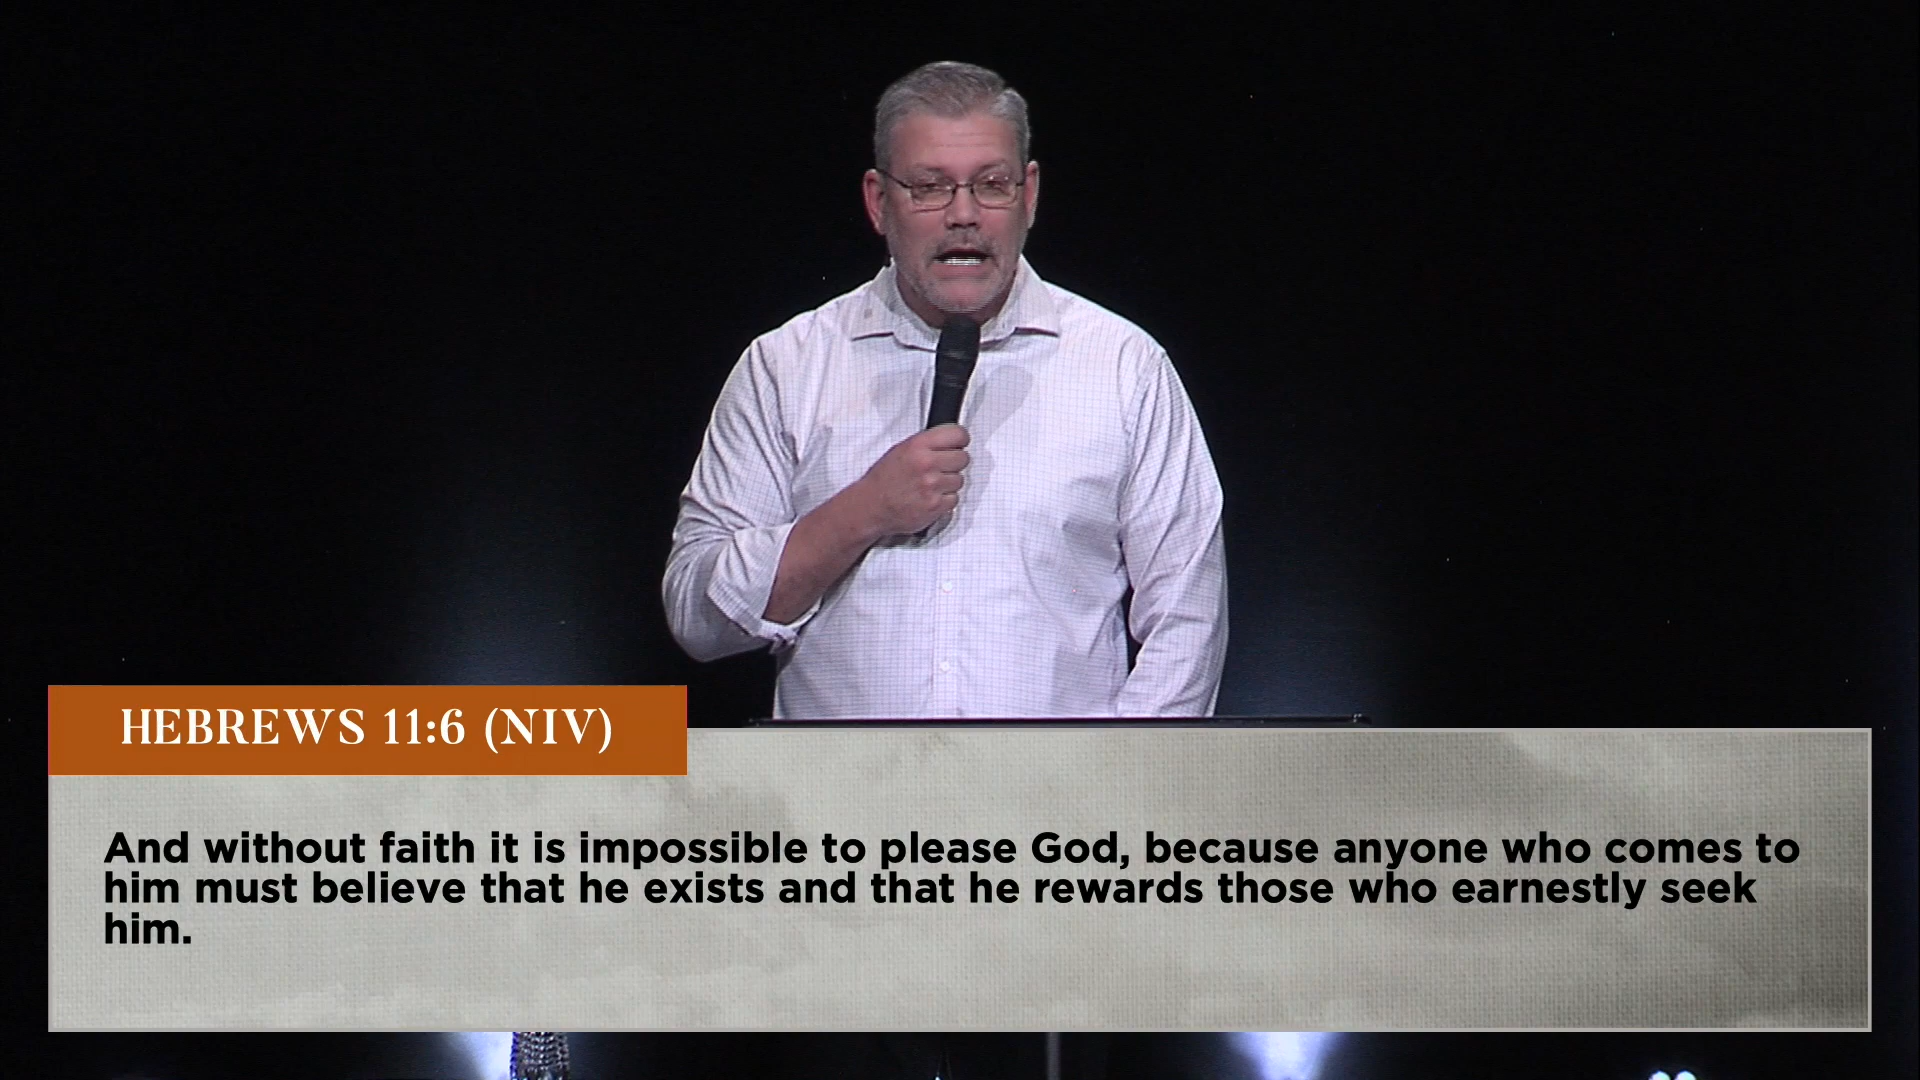 HEBREWS 11:6 (NIV)
And without faith it is impossible to please God, because anyone who comes to
him must believe that he exists and that he rewards those who earnestly seek
him.